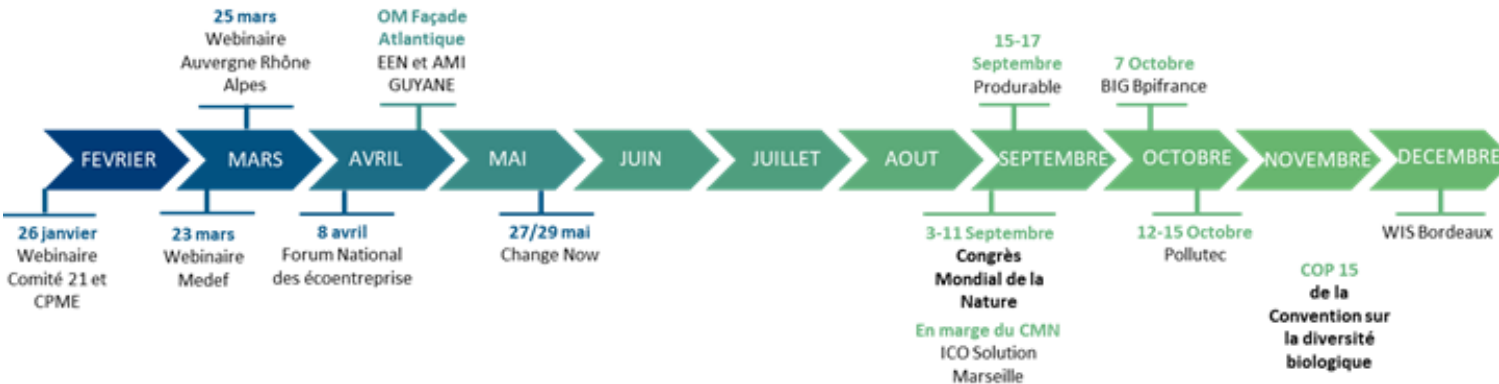 25 mars
Webinaire
Auvergne Rhône
Alpes
OM Façade
Atlantique
EEN et AMI
GUYANE
15-17
Septembre
Produrable
7 Octobre
BIG Bpifrance
FEVRIER
MARS
AVRIL
MAI
JUIN
JUILLET
AOUT
SEPTEMBRE
OCTOBRE
NOVEMBRE
DECEMBRE
26 janvier
Webinaire
Comité 21 et
CPME
23 mars
Webinaire
Medef
8 avril
Forum National
des écoentreprise
27/29 mai
Change Now
3-11 Septembre
Congrès
Mondial de la
Nature
En marge du CMN
ICO Solution
Marseille
12-15 Octobre
Pollutec
COP 15
de la
Convention sur
la diversité
biologique
WIS Bordeaux